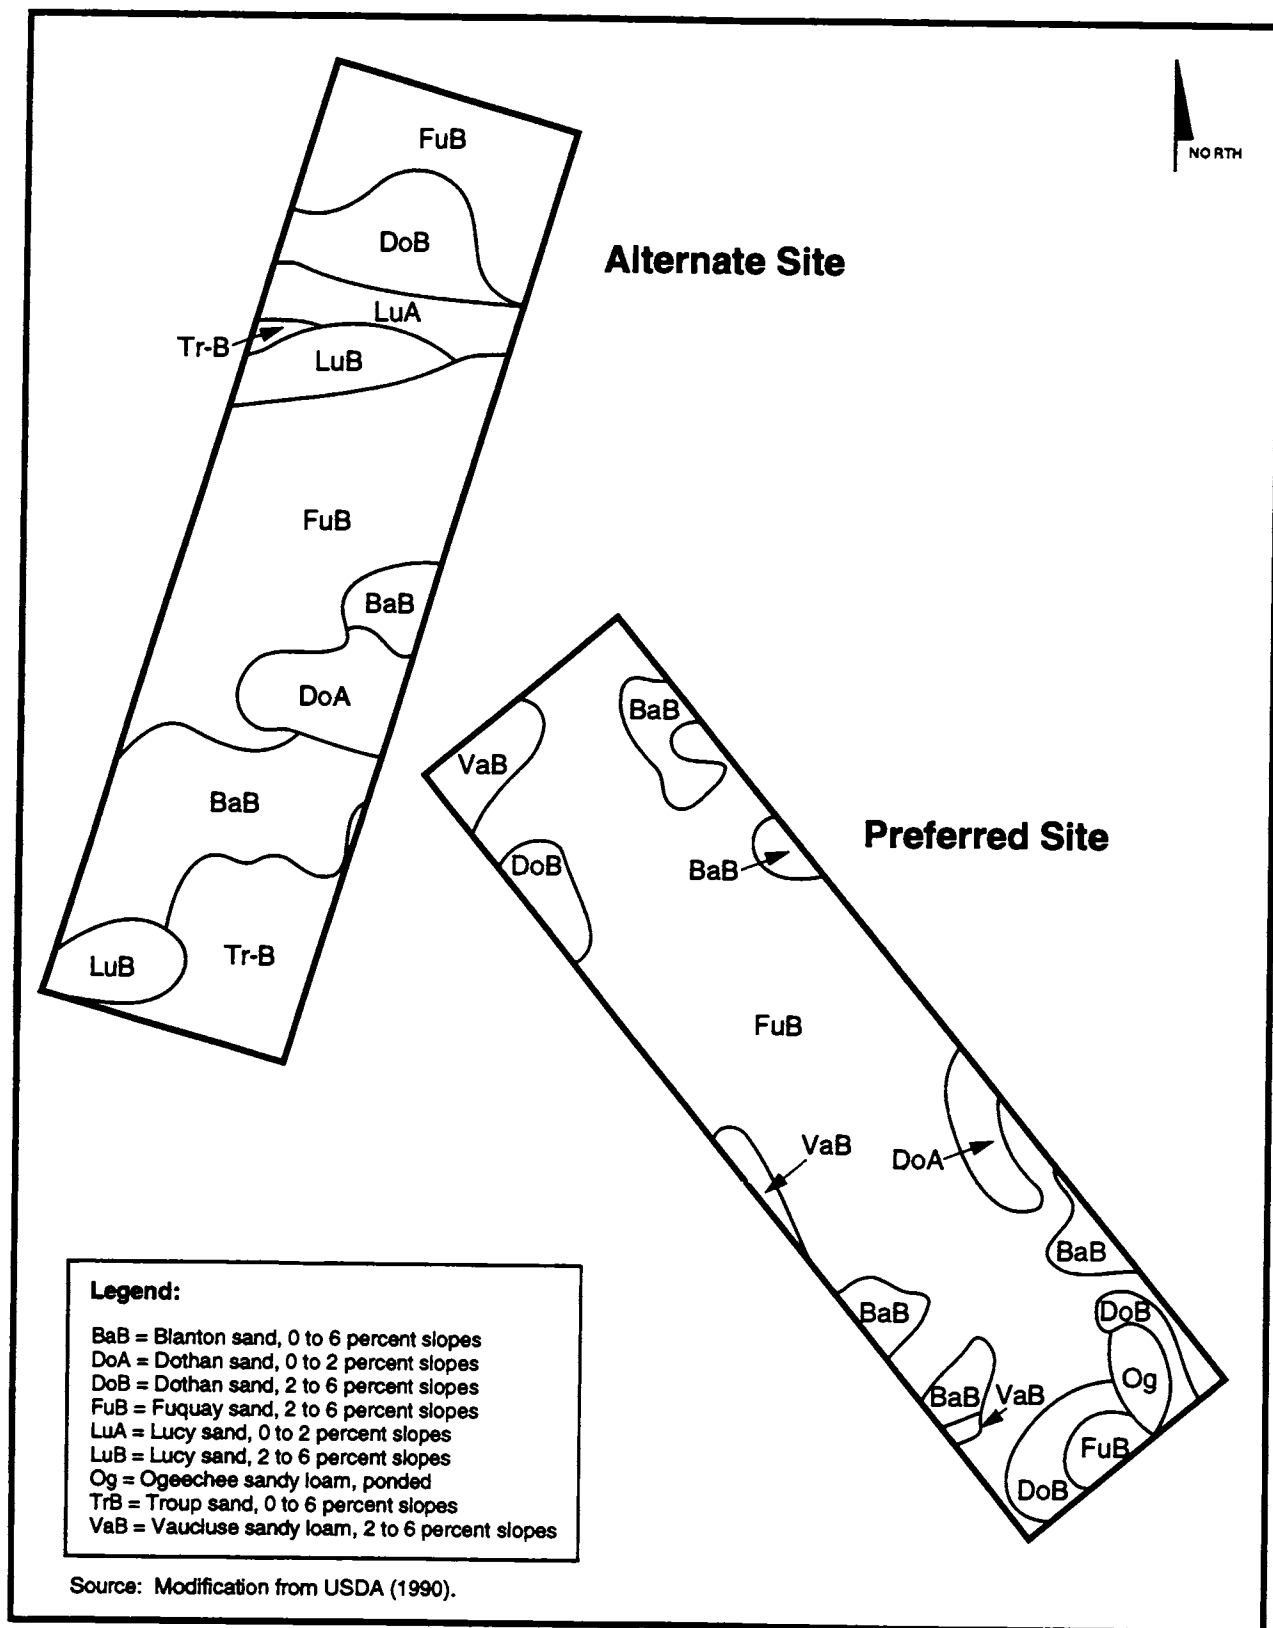 FuB
NORTH
DoB
Alternate Site
LuA
Tr-B
LuB
FuB
BaB
DoA
BaB
VaB
BaB
Preferred Site
DoB
BaB
Tr-B
LuB
FuB
VaB
DoA
BaB
BaB
DoB
Og
BaB
VaB
FuB
DoB
Legend:
BaB = Blanton sand, 0 to 6 percent slopes
DoA = Dothan sand, 0 to 2 percent slopes
DoB = Dothan sand, 2 to 6 percent slopes
FuB = Fuquay sand, 2 to 6 percent slopes
LuA = Lucy sand, 0 to 2 percent slopes
LuB = Lucy sand, 2 to 6 percent slopes
Og = Ogeechee sandy loam, ponded
TrB = Troup sand, 0 to 6 percent slopes
VaB = Vaucluse sandy loam, 2 to 6 percent slopes
Source: Modification from USDA (1990).